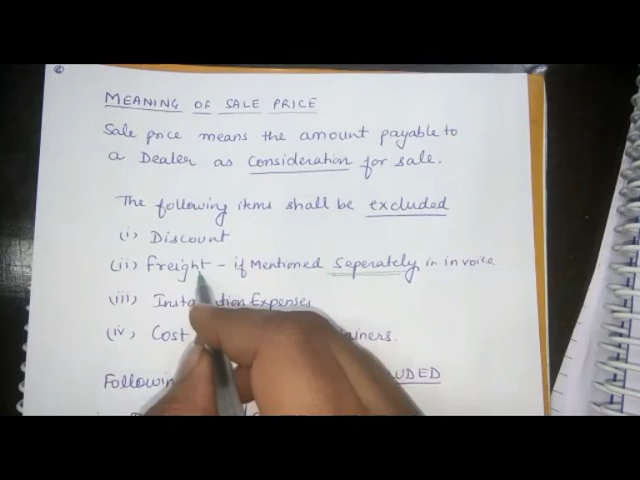 MEANING OF SALE PRICE
Sale price means the amount payable to
a Dealer as Consideration for sale.
The following items shall be excluded
(i) Discount
(ii) Freight - if Mentioned Seperately in invoice.
(iii) Expenses
(iv) Cost
Following